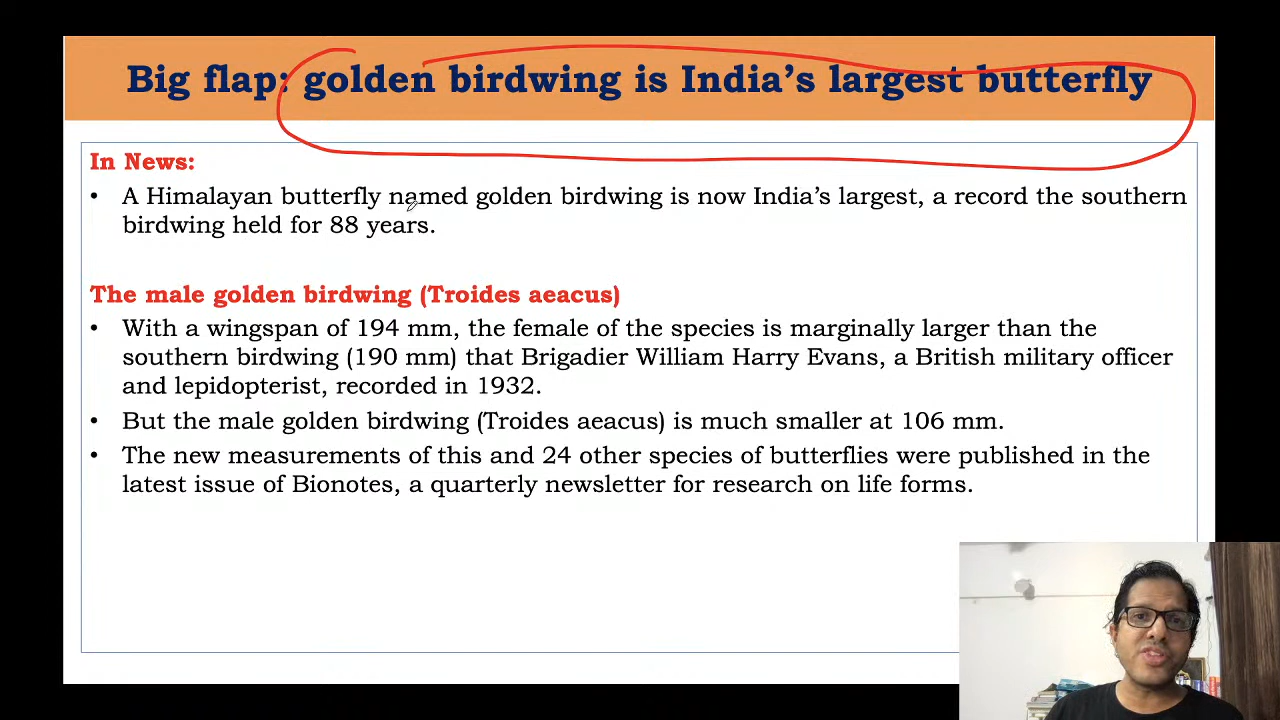 Big flap: golden birdwing is India's largest butterfly
In News:
• A Himalayan butterfly named golden birdwing is now India's largest, a record the southern
birdwing held for 88 years.
The male golden birdwing (Troides aeacus)
• With a wingspan of 194 mm, the female of the species is marginally larger than the
southern birdwing (190 mm) that Brigadier William Harry Evans, a British military officer
and lepidopterist, recorded in 1932.
• But the male golden birdwing (Troides aeacus) is much smaller at 106 mm.
• The new measurements of this and 24 other species of butterflies were published in the
latest issue of Bionotes, a quarterly newsletter for research on life forms.